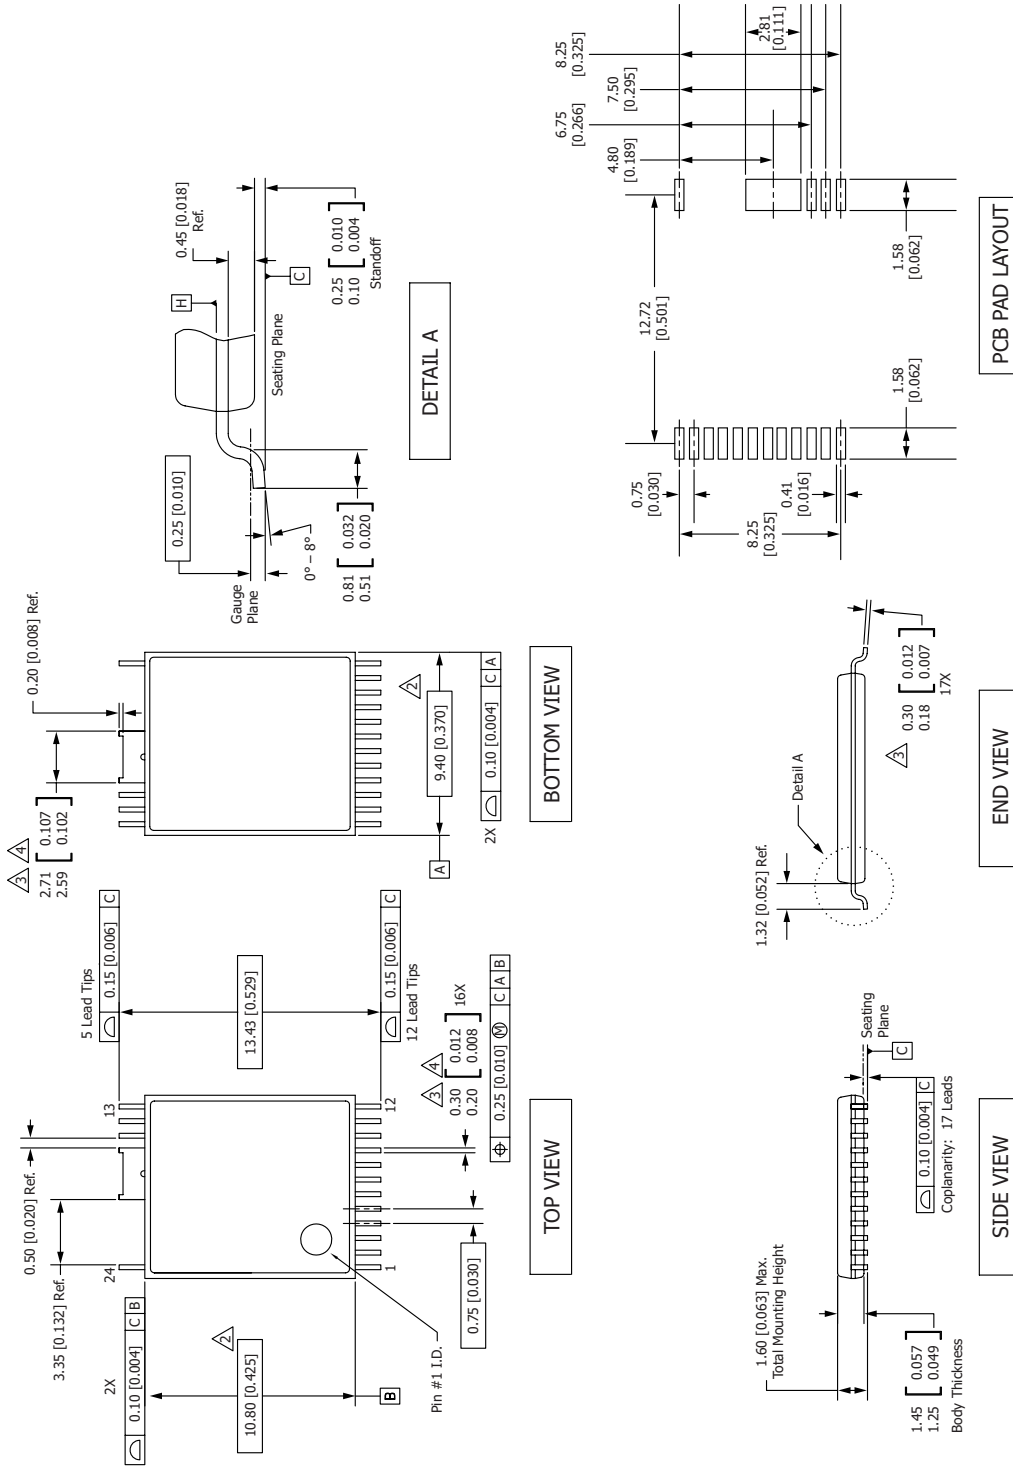 2X
0.10 [0.004] C B
3.35 [0.132] Ref.
0.50 [0.020] Ref.
24
13
10.80 [0.425]
2
B
Pin #1 I.D.
1
12
0.75 [0.030]
5 Lead Tips
0.15 [0.006] C
13.43 [0.529]
0.15 [0.006] C
12 Lead Tips
3 4
0.30 [0.012]
0.20 [0.008]
16X
0.25 [0.010] M C A B
TOP VIEW
3 4
2.71 [0.107]
2.59 [0.102]
0.20 [0.008] Ref.
2
9.40 [0.370]
A
2X
0.10 [0.004] C A
BOTTOM VIEW
Gauge
Plane
0.25 [0.010]
0.45 [0.018]
Ref.
H
C
Seating Plane
0° – 8°
0.81 [0.032]
0.51 [0.020]
0.25 [0.010]
0.10 [0.004]
Standoff
DETAIL A
1.60 [0.063] Max.
Total Mounting Height
1.45 [0.057]
1.25 [0.049]
Body Thickness
Seating
Plane
C
0.10 [0.004] C
Coplanarity: 17 Leads
SIDE VIEW
1.32 [0.052] Ref.
Detail A
3
0.30 [0.012]
0.18 [0.007]
17X
END VIEW
0.75
[0.030]
8.25
[0.325]
0.41
[0.016]
1.58
[0.062]
12.72
[0.501]
4.80
[0.189]
6.75
[0.266]
7.50
[0.295]
8.25
[0.325]
2.81
[0.111]
1.58
[0.062]
PCB PAD LAYOUT